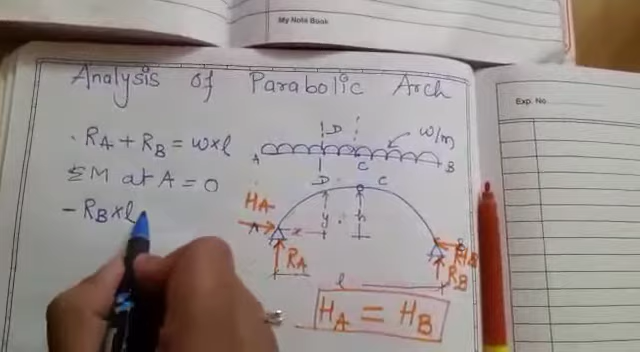 My Note Book
Analysis of Parabolic Arch
Exp. No.
RA + RB = w×l
ΣM at A = 0
- RB×l
D
w/m
A
C
B
D
C
HA
A
x
y
h
B
HB
RA
RB
l
HA = HB